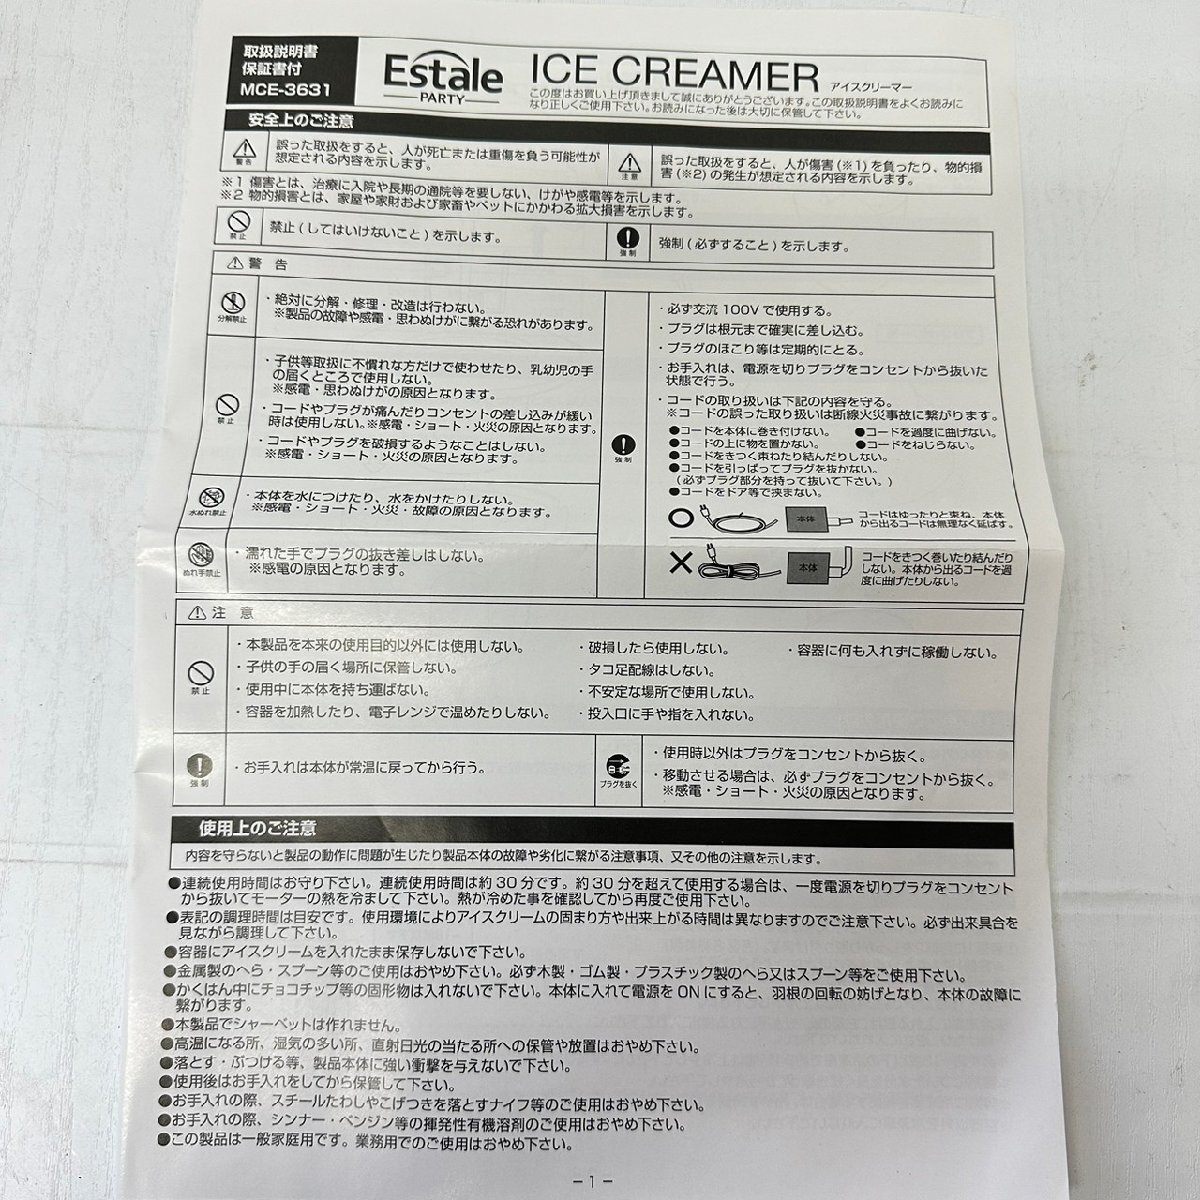 取扱説明書
保証書付
MCE-3631
Estale
PARTY
ICE CREAMER アイスクリーマー
この度はお買い上げ頂きまして誠にありがとうございます。この取扱説明書をよくお読みに
なり正しくご使用下さい。お読みになった後は大切に保管して下さい。
安全上のご注意
警告
誤った取扱をすると、人が死亡または重傷を負う可能性が
想定される内容を示します。
注意
誤った取扱をすると、人が傷害(※1)を負ったり、物的損
害(※2)の発生が想定される内容を示します。
※1 傷害とは、治療に入院や長期の通院等を要しない、けがや感電等を示します。
※2 物的損害とは、家屋や家財および家畜やペットにかかわる拡大損害を示します。
禁止
禁止(してはいけないこと)を示します。
強制
強制(必ずすること)を示します。
警告
分解禁止
・絶対に分解・修理・改造は行わない。
※製品の故障や感電・思わぬけがに繋がる恐れがあります。
禁止
・子供等取扱に不慣れな方だけで使わせたり、乳幼児の手
の届くところで使用しない。
※感電・思わぬけがの原因となります。
・コードやプラグが痛んだりコンセントの差し込みが緩い
時は使用しない。※感電・ショート・火災の原因となります。
・コードやプラグを破損するようなことはしない。
※感電・ショート・火災の原因となります。
水ぬれ禁止
・本体を水につけたり、水をかけたりしない。
※感電・ショート・火災・故障の原因となります。
ぬれ手禁止
・濡れた手でプラグの抜き差しはしない。
※感電の原因となります。
強制
・必ず交流100Vで使用する。
・プラグは根元まで確実に差し込む。
・プラグのほこり等は定期的にとる。
・お手入れは、電源を切りプラグをコンセントから抜いた
状態で行う。
・コードの取り扱いは下記の内容を守る。
※コードの誤った取り扱いは断線火災事故に繋がります。
●コードを本体に巻き付けない。 ●コードを過度に曲げない。
●コードの上に物を置かない。 ●コードをねじらない。
●コードをきつく束ねたり結んだりしない。
●コードを引っぱってプラグを抜かない。
(必ずプラグ部分を持って抜いて下さい。)
●コードをドア等で挟まない。
本体
コードはゆったりと束ね、本体
から出るコードは無理なく延ばす。
本体
コードをきつく巻いたり結んだり
しない。本体から出るコードを過
度に曲げたりしない。
注意
禁止
・本製品を本来の使用目的以外には使用しない。 ・破損したら使用しない。 ・容器に何も入れずに稼働しない。
・子供の手の届く場所に保管しない。 ・タコ足配線はしない。
・使用中に本体を持ち運ばない。 ・不安定な場所で使用しない。
・容器を加熱したり、電子レンジで温めたりしない。 ・投入口に手や指を入れない。
強制
・お手入れは本体が常温に戻ってから行う。
プラグを抜く
・使用時以外はプラグをコンセントから抜く。
・移動させる場合は、必ずプラグをコンセントから抜く。
※感電・ショート・火災の原因となります。
使用上のご注意
内容を守らないと製品の動作に問題が生じたり製品本体の故障や劣化に繋がる注意事項、又その他の注意を示します。
●連続使用時間はお守り下さい。連続使用時間は約30分です。約30分を超えて使用する場合は、一度電源を切りプラグをコンセント
から抜いてモーターの熱を冷まして下さい。熱が冷めた事を確認してから再度ご使用下さい。
●表記の調理時間は目安です。使用環境によりアイスクリームの固まり方や出来上がる時間は異なりますのでご注意下さい。必ず出来具合を
見ながら調理して下さい。
●容器にアイスクリームを入れたまま保存しないで下さい。
●金属製のへら・スプーン等のご使用はおやめ下さい。必ず木製・ゴム製・プラスチック製のへら又はスプーン等をご使用下さい。
●かくはん中にチョコチップ等の固形物は入れないで下さい。本体に入れて電源をONにすると、羽根の回転の妨げとなり、本体の故障に
繋がります。
●本製品でシャーベットは作れません。
●高温になる所、湿気の多い所、直射日光の当たる所への保管や放置はおやめ下さい。
●落とす・ぶつける等、製品本体に強い衝撃を与えないで下さい。
●使用後はお手入れをしてから保管して下さい。
●お手入れの際、スチールたわしやこげつきを落とすナイフ等のご使用はおやめ下さい。
●お手入れの際、シンナー・ベンジン等の揮発性有機溶剤のご使用はおやめ下さい。
●この製品は一般家庭用です。業務用でのご使用はおやめ下さい。
－1－